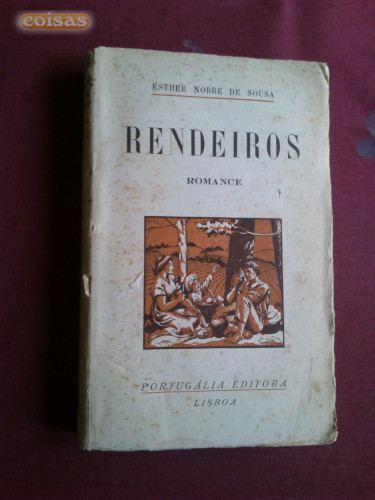 coisas
ESTHER NOBRE DE SOUSA
RENDEIROS
ROMANCE
PORTUGÁLIA EDITORA
LISBOA